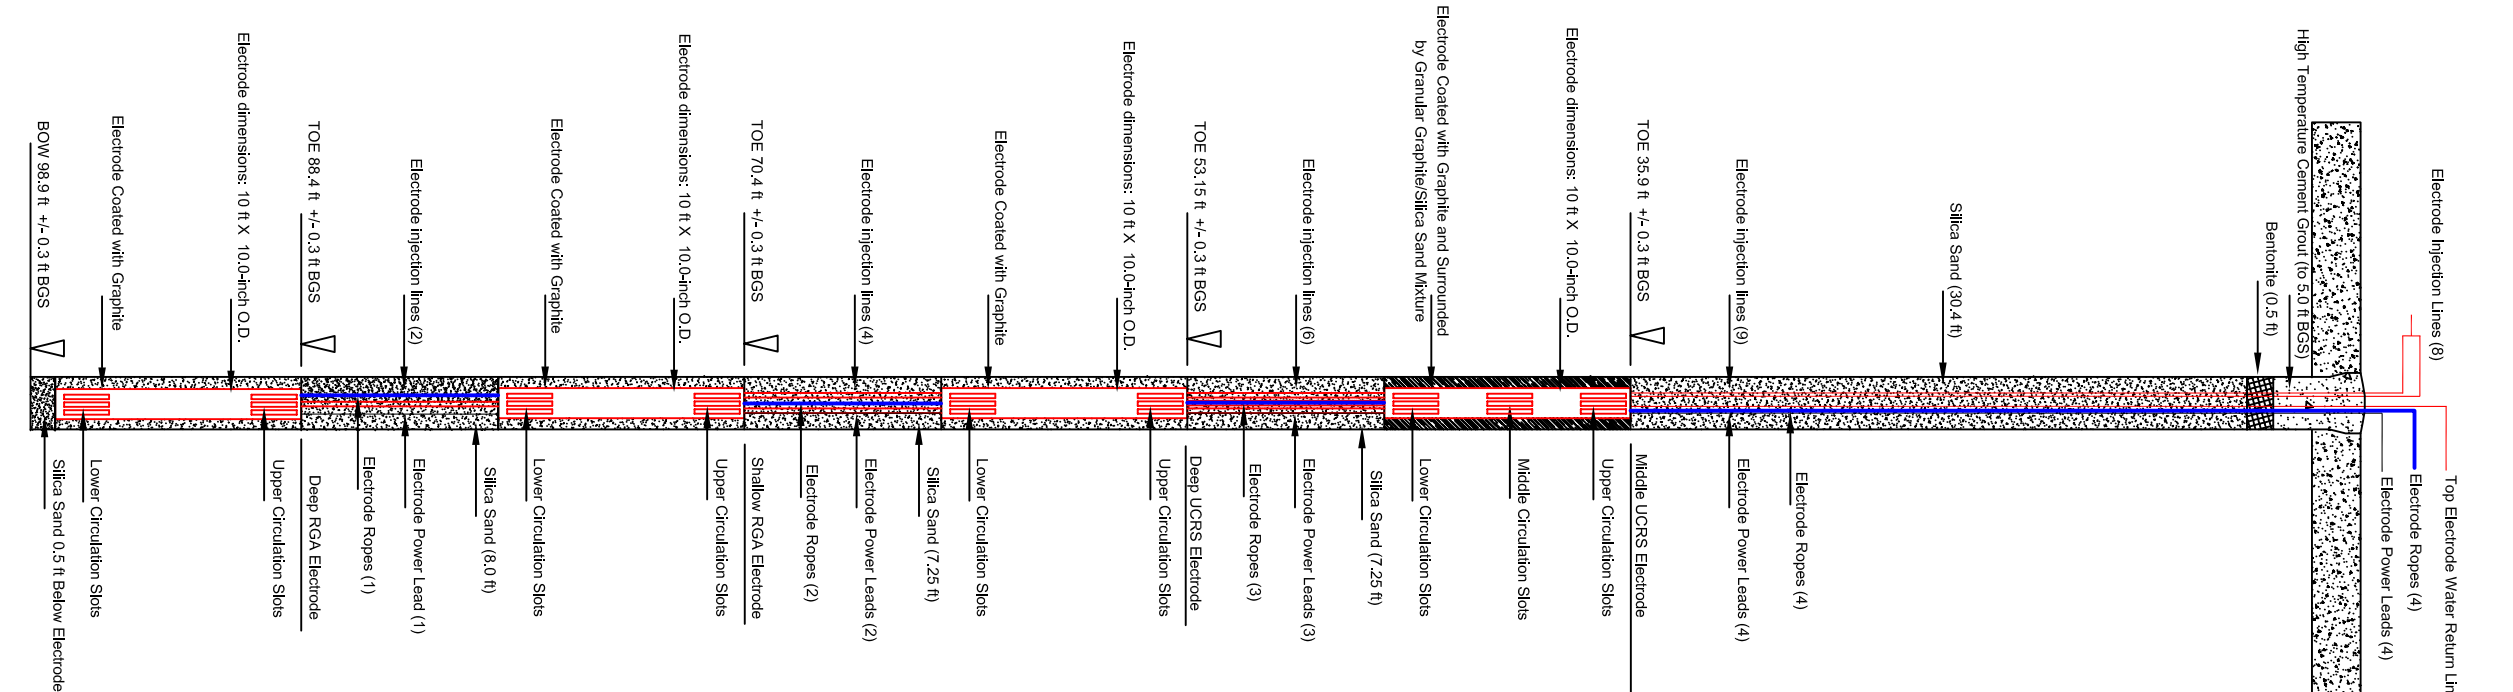 Electrode Injection Lines (8)
High Temperature Cement Grout (to 5.0 ft BGS)
Bentonite (0.5 ft)
Silica Sand (30.4 ft)
Electrode injection lines (9)
TOE 35.9 ft +/- 0.3 ft BGS
Electrode dimensions: 10 ft X 10.0-inch O.D.
Electrode Coated with Graphite and Surrounded
by Granular Graphite/Silica Sand Mixture
Electrode injection lines (6)
TOE 53.15 ft +/- 0.3 ft BGS
Electrode dimensions: 10 ft X 10.0-inch O.D.
Electrode Coated with Graphite
Electrode injection lines (4)
TOE 70.4 ft +/- 0.3 ft BGS
Electrode dimensions: 10 ft X 10.0-inch O.D.
Electrode Coated with Graphite
Electrode injection lines (2)
TOE 88.4 ft +/- 0.3 ft BGS
Electrode dimensions: 10 ft X 10.0-inch O.D.
Electrode Coated with Graphite
BOW 98.9 ft +/- 0.3 ft BGS
Top Electrode Water Return
Electrode Ropes (4)
Electrode Power Leads (4)
Electrode Ropes (4)
Electrode Power Leads (4)
Middle UCRS Electrode
Upper Circulation Slots
Middle Circulation Slots
Lower Circulation Slots
Silica Sand (7.25 ft)
Electrode Power Leads (3)
Electrode Ropes (3)
Deep UCRS Electrode
Upper Circulation Slots
Lower Circulation Slots
Silica Sand (7.25 ft)
Electrode Power Leads (2)
Electrode Ropes (2)
Shallow RGA Electrode
Upper Circulation Slots
Lower Circulation Slots
Silica Sand (8.0 ft)
Electrode Power Lead (1)
Electrode Ropes (1)
Deep RGA Electrode
Upper Circulation Slots
Lower Circulation Slots
Silica Sand 0.5 ft Below Electrode